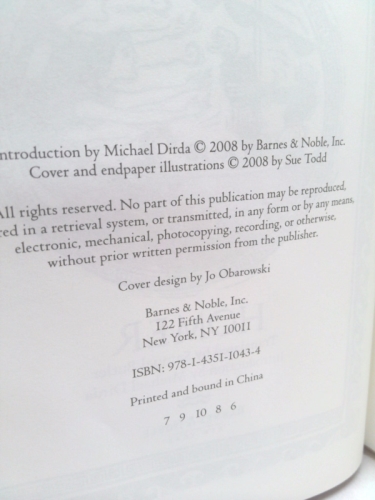 ntroduction by Michael Dirda © 2008 by Barnes & Noble, Inc.
Cover and endpaper illustrations © 2008 by Sue Todd
All rights reserved. No part of this publication may be reproduced,
red in a retrieval system, or transmitted, in any form or by any means,
electronic, mechanical, photocopying, recording, or otherwise,
without prior written permission from the publisher.
Cover design by Jo Obarowski
Barnes & Noble, Inc.
122 Fifth Avenue
New York, NY 10011
ISBN: 978-1-4351-1043-4
Printed and bound in China
7 9 10 8 6